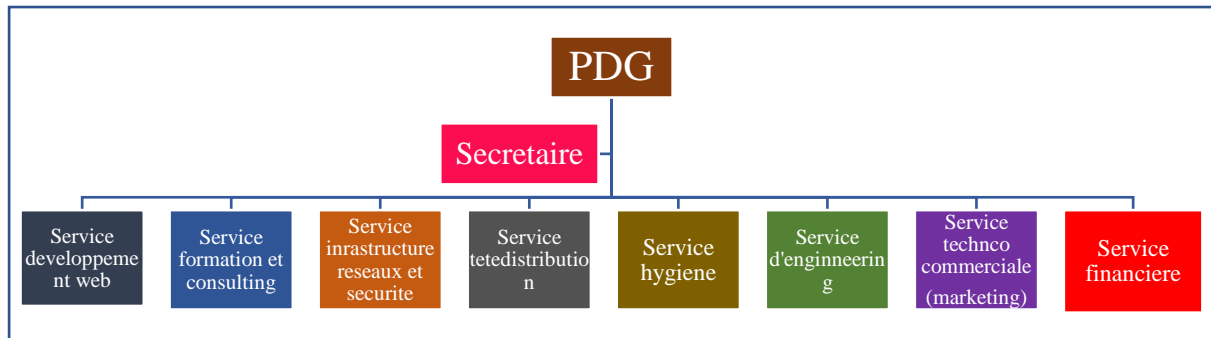 PDG
Secretaire
Service
developpeme
nt web
Service
formation et
consulting
Service
inrastructure
reseaux et
securite
Service
tetedistributio
n
Service
hygiene
Service
d'enginneerin
g
Service
technco
commerciale
(marketing)
Service
financiere